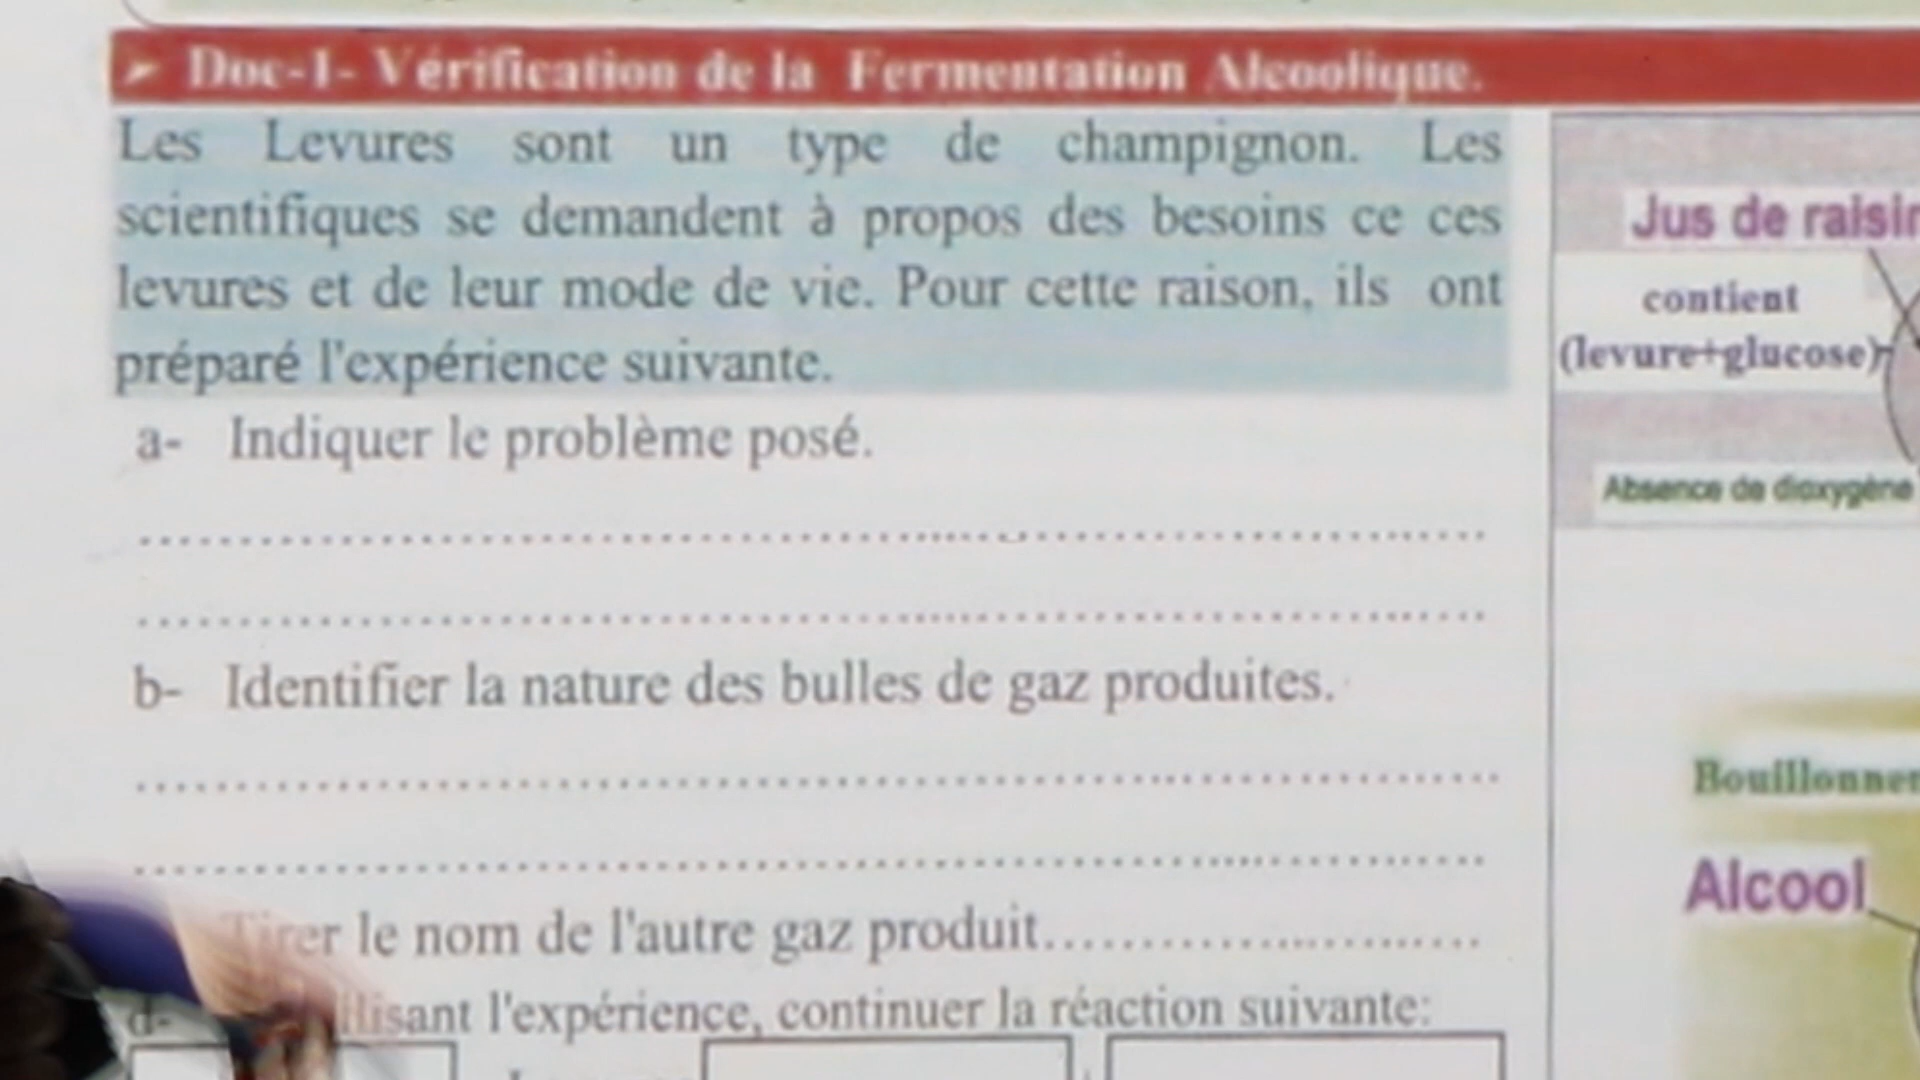 ➤ Doc-1- Vérification de la Fermentation Alcoolique.
Les Levures sont un type de champignon. Les
scientifiques se demandent à propos des besoins ce ces
levures et de leur mode de vie. Pour cette raison, ils ont
préparé l'expérience suivante.
a- Indiquer le problème posé.
b- Identifier la nature des bulles de gaz produites.
Tirer le nom de l'autre gaz produit
d- l'expérience, continuer la réaction suivante:
Jus de
contient
(levure+glucose)
Absence de dioxygène
Alcool